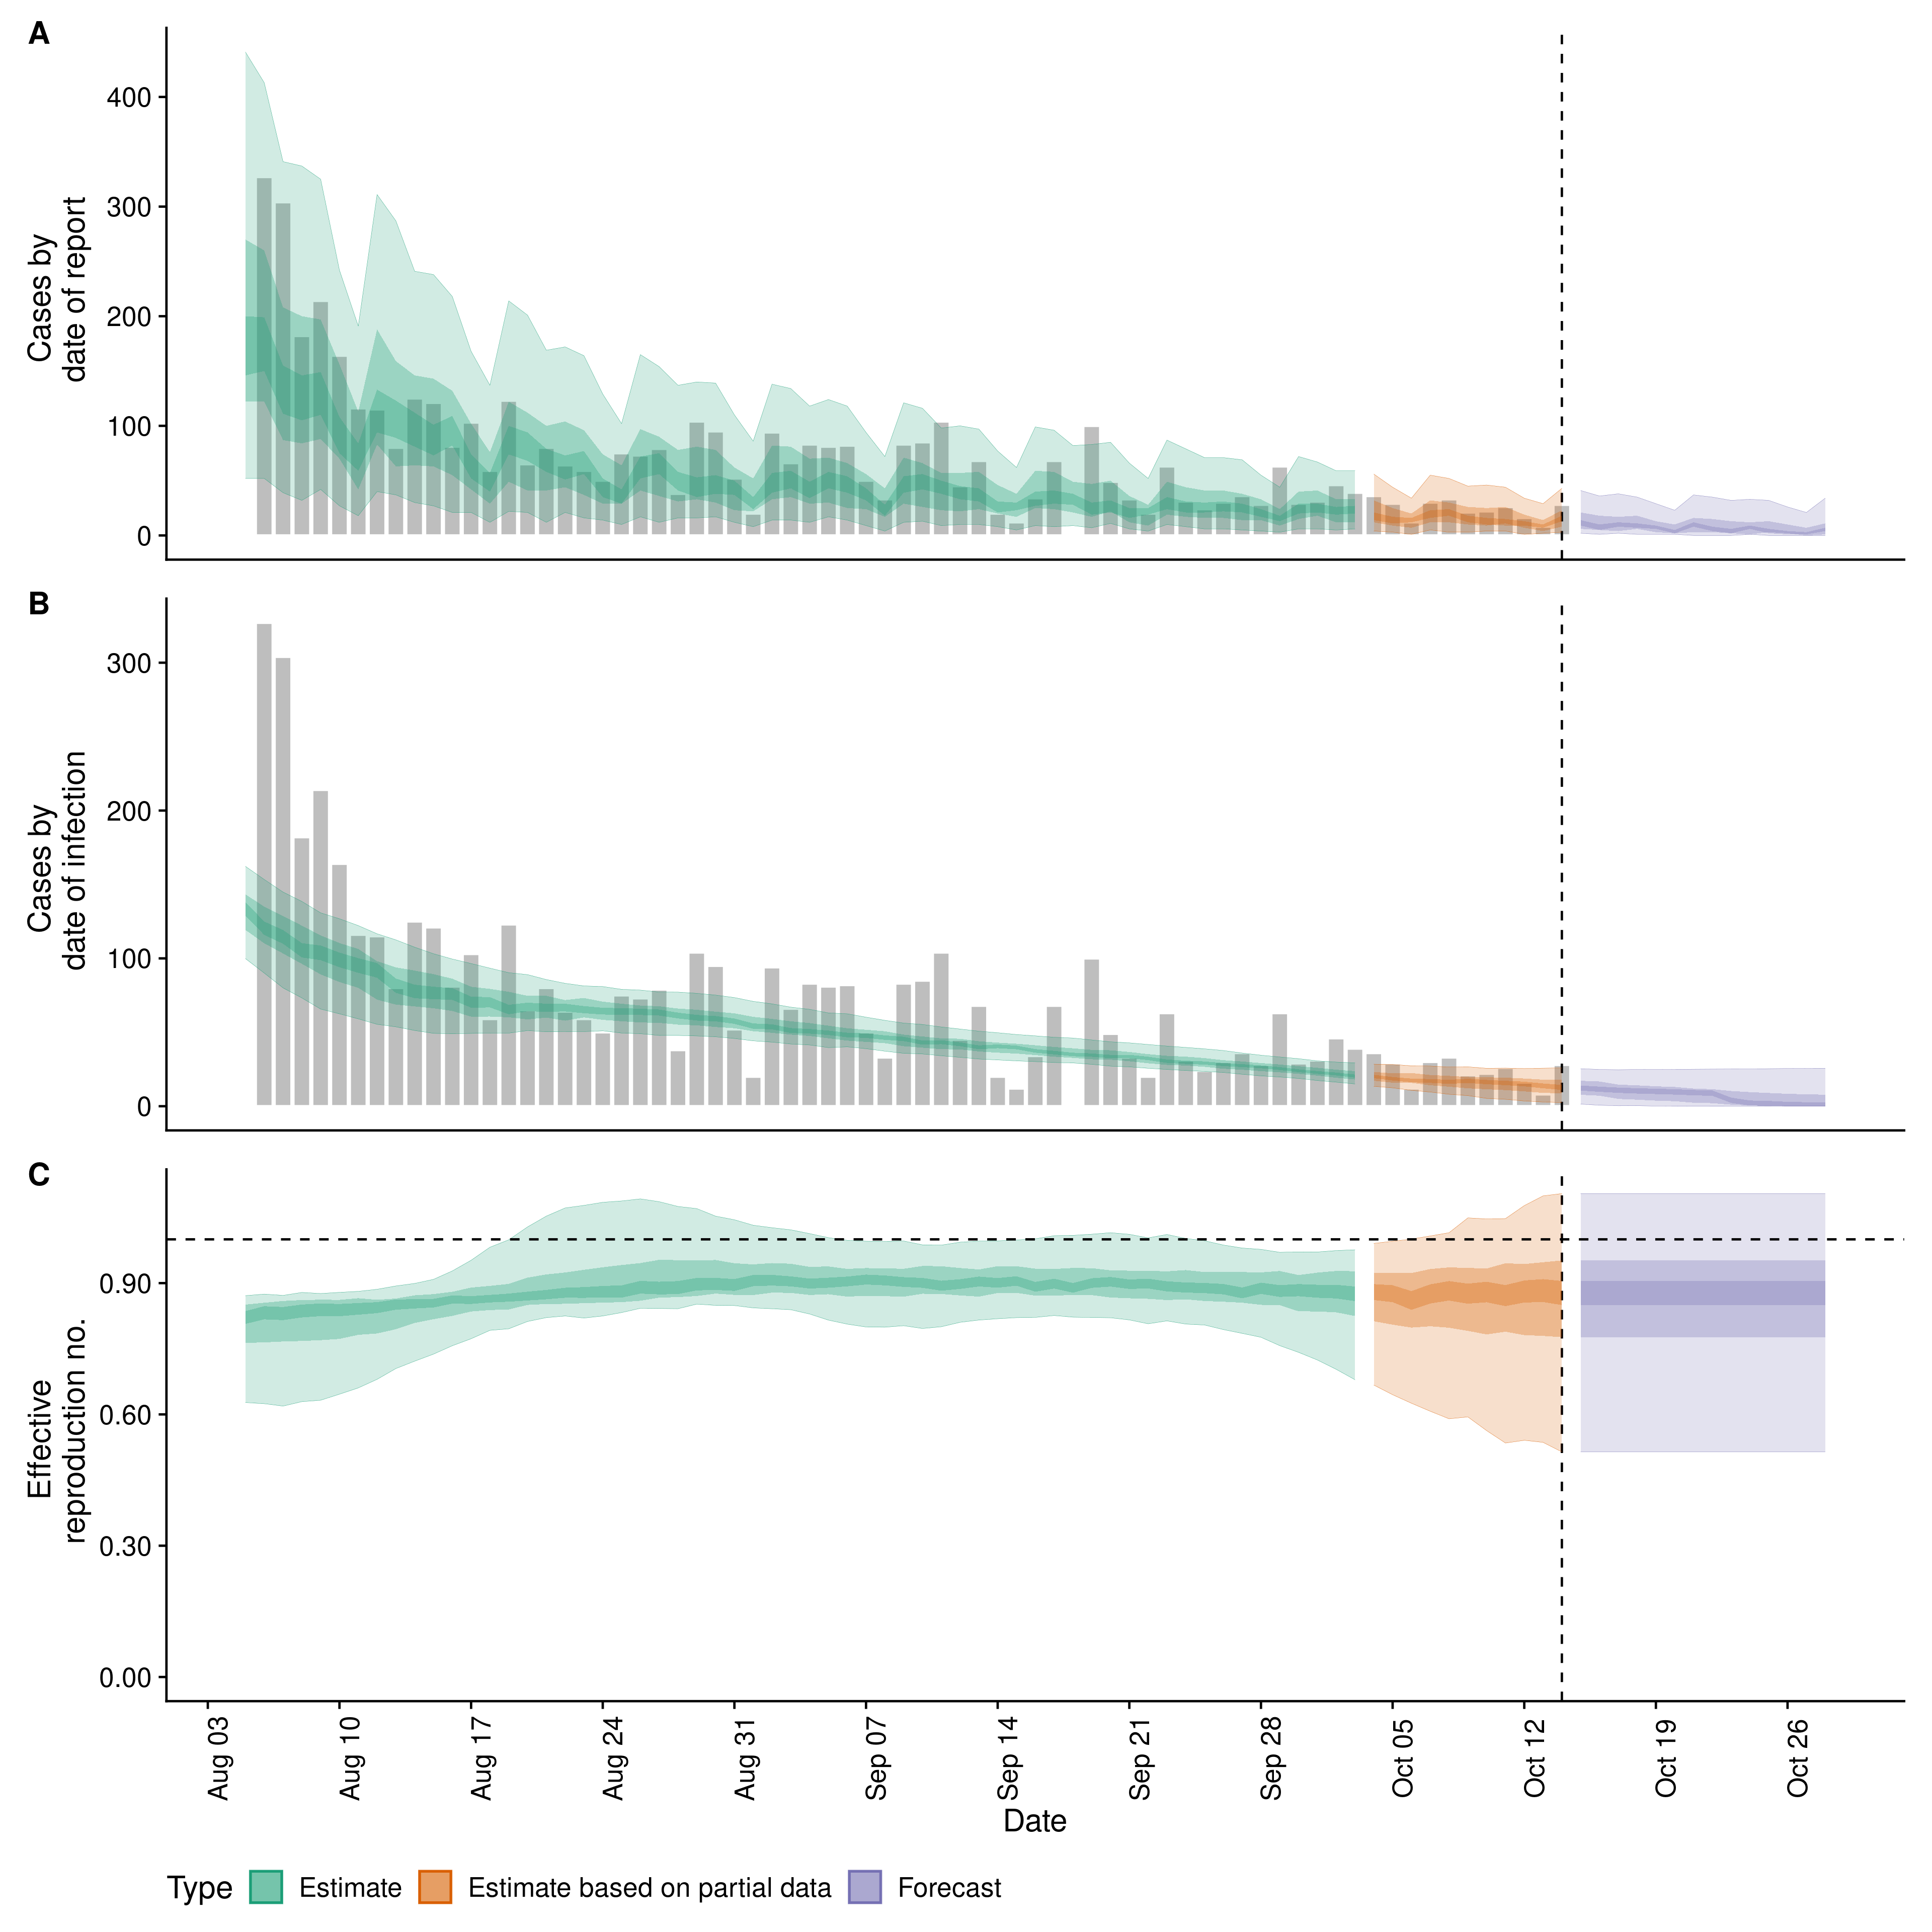 A
Cases by
date of report
400
300
200
100
0
B
Cases by
date of infection
300
200
100
0
C
Effective
reproduction no.
0.90
0.60
0.30
0.00
Aug 03
Aug 10
Aug 17
Aug 24
Aug 31
Sep 07
Sep 14
Sep 21
Sep 28
Oct 05
Oct 12
Oct 19
Oct 26
Date
Type Estimate Estimate based on partial data Forecast